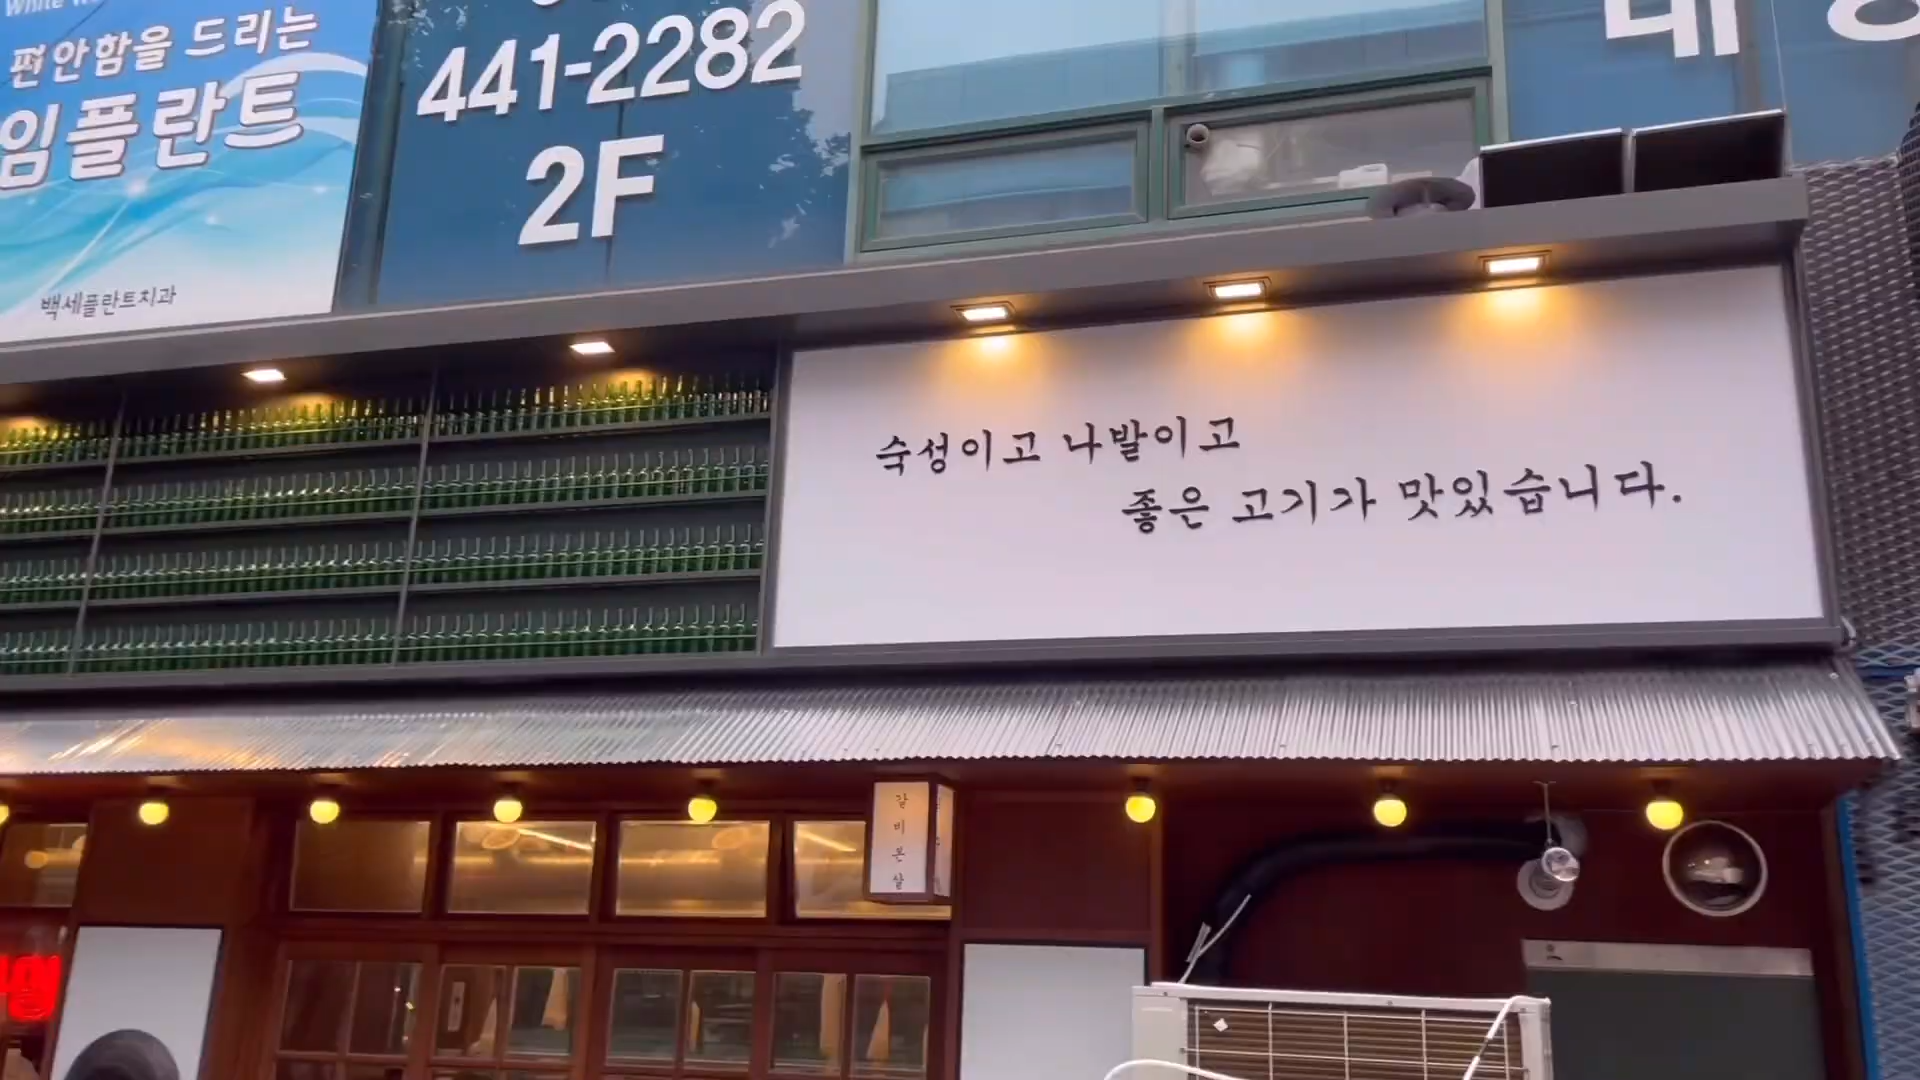 편안함을 드리는
임플란트
백세플란트치과
441-2282
2F
숙성이고 나발이고
좋은 고기가 맛있습니다.
갈비본살